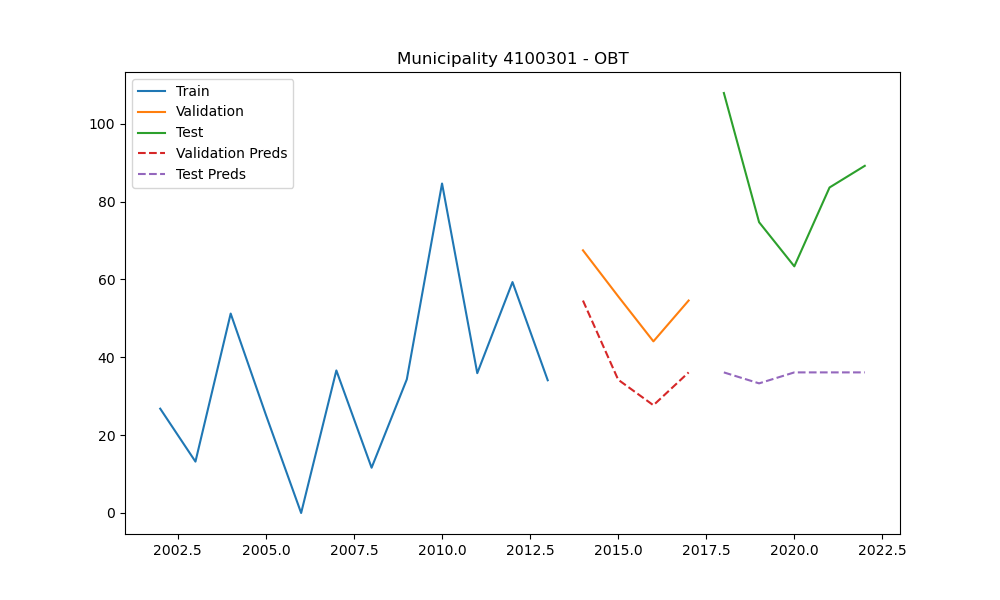 Municipality 4100301 - OBT
Train
Validation
Test
Validation Preds
Test Preds
100
80
60
40
20
0
2002.5 2005.0 2007.5 2010.0 2012.5 2015.0 2017.5 2020.0 2022.5